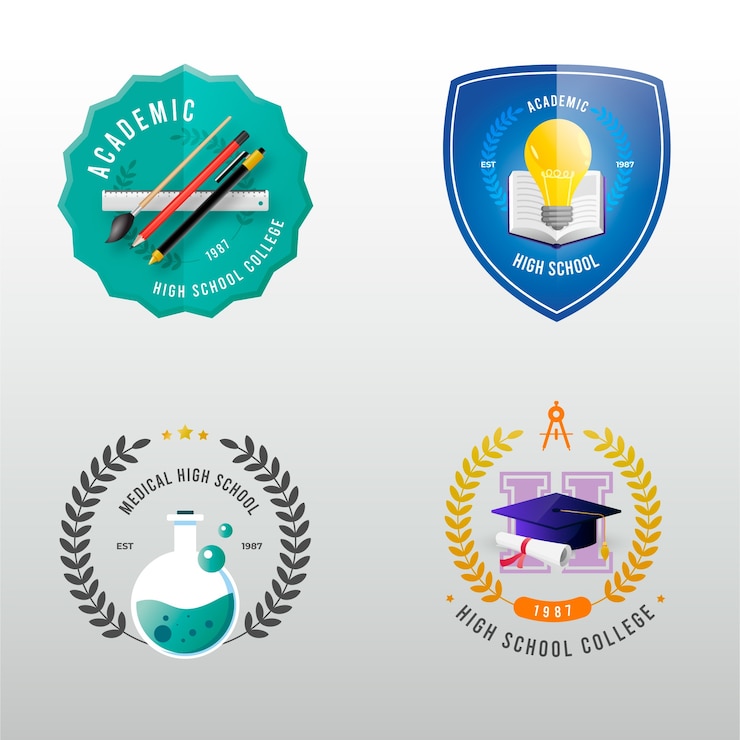 ACADEMIC
1987
HIGH SCHOOL COLLEGE
ACADEMIC
EST 1987
HIGH SCHOOL
MEDICAL HIGH SCHOOL
EST 1987
H
1987
HIGH SCHOOL COLLEGE